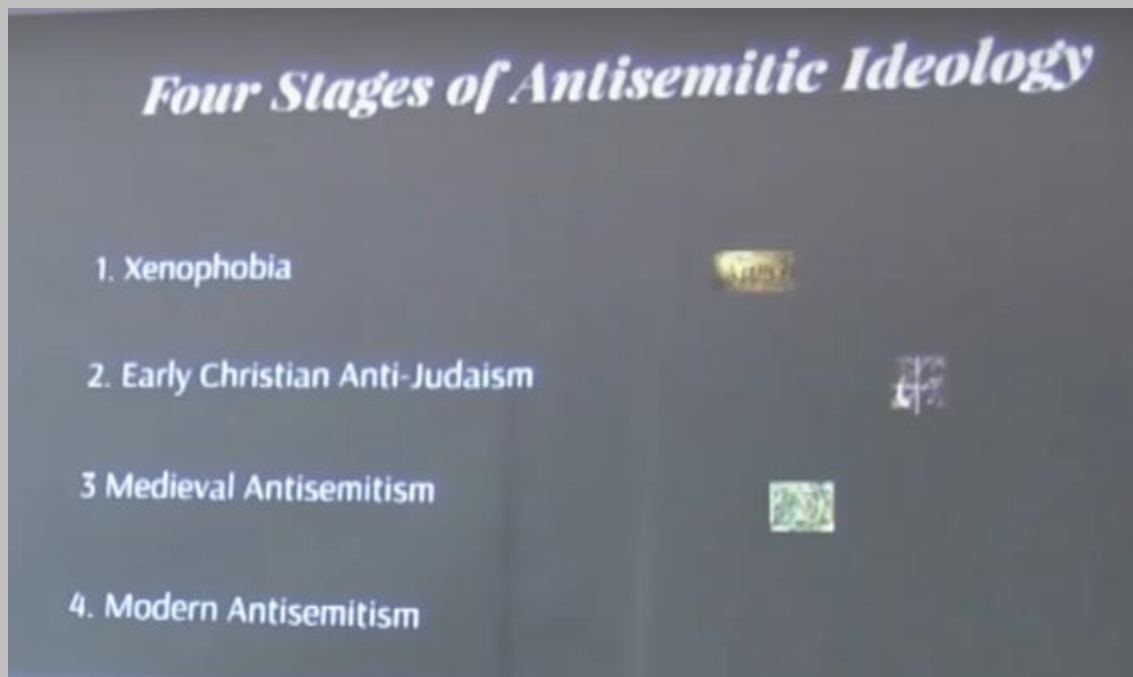 Four Stages of Antisemitic Ideology
1. Xenophobia
2. Early Christian Anti-Judaism
3 Medieval Antisemitism
4. Modern Antisemitism